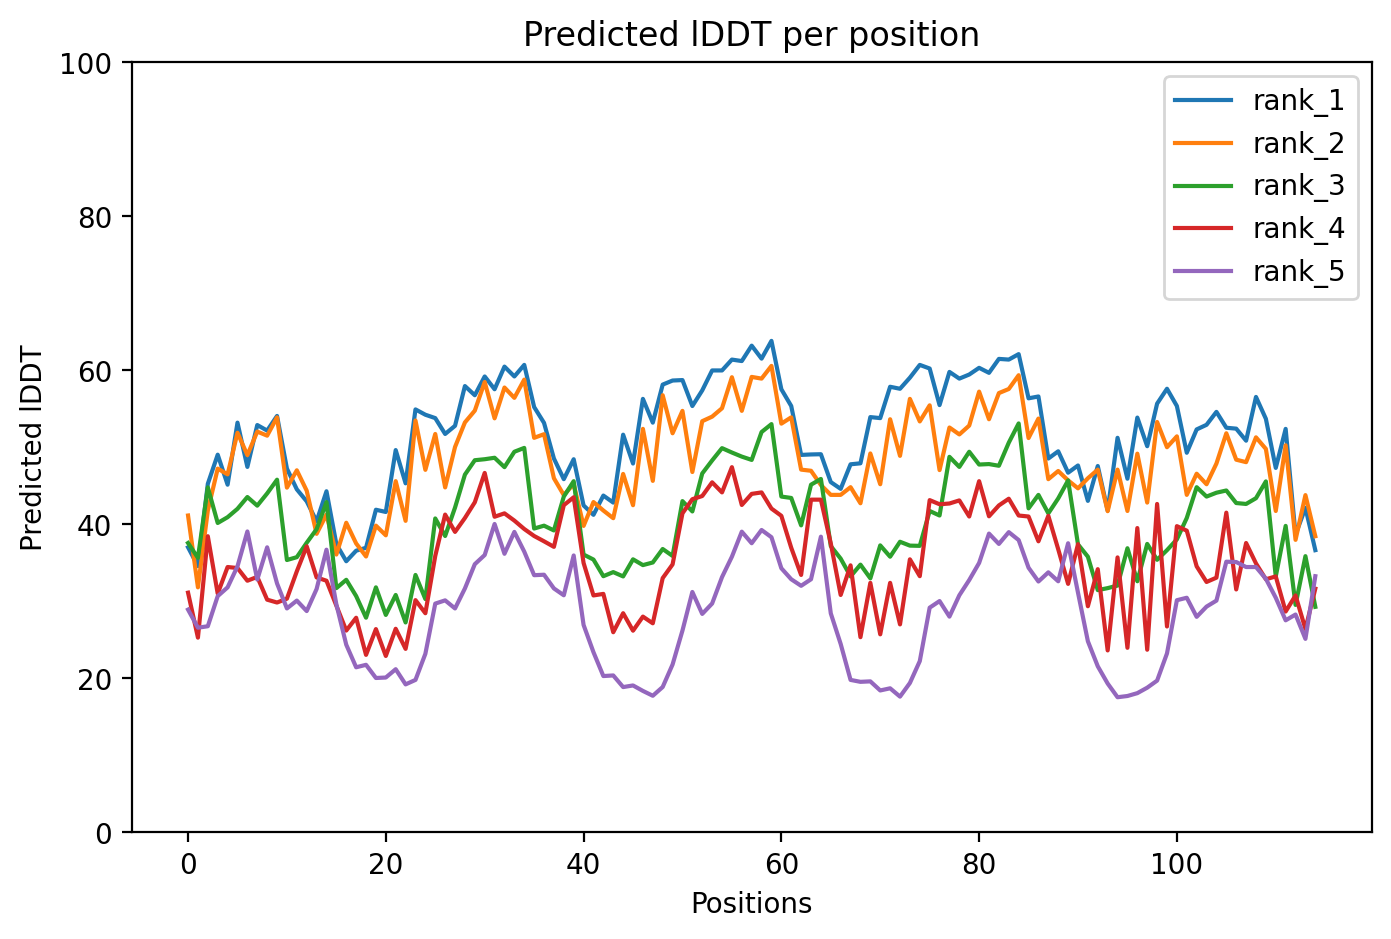 Predicted lDDT per position
100
80
60
40
20
0
Predicted lDDT
0 20 40 60 80 100
Positions
rank_1
rank_2
rank_3
rank_4
rank_5